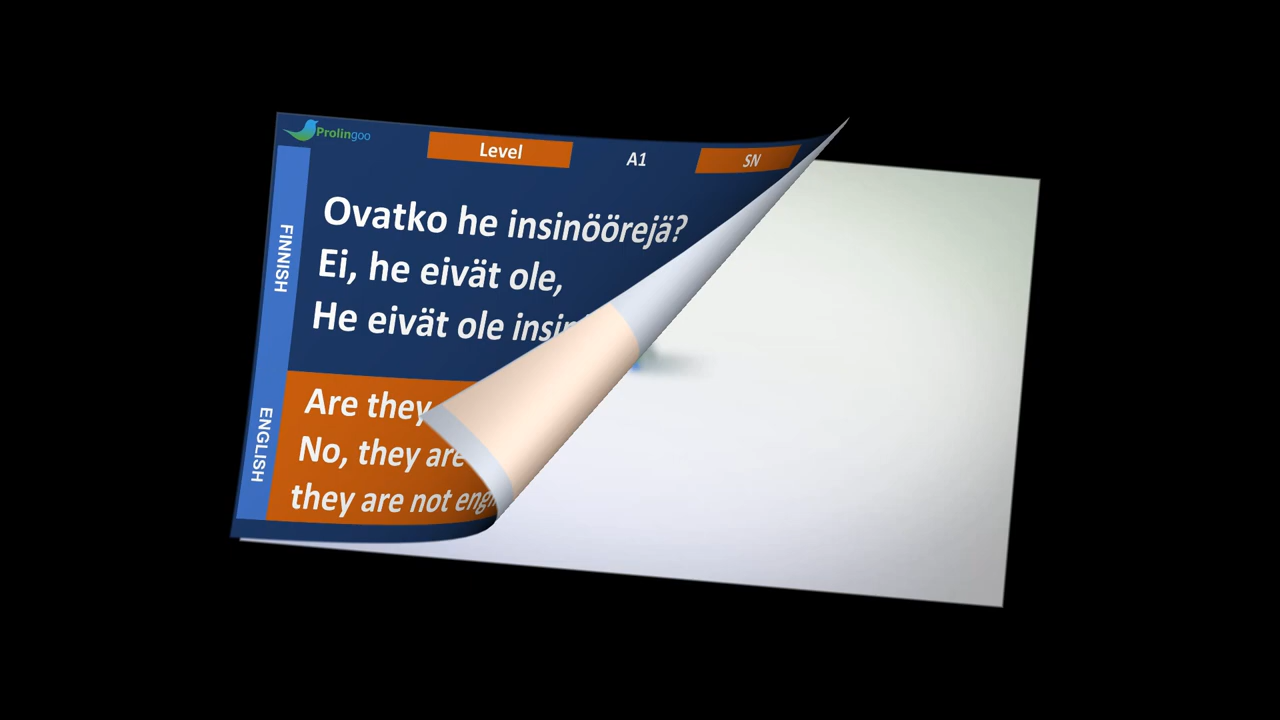 Prolingoo
Level A1 SN
FINNISH
Ovatko he insinöörejä?
Ei, he eivät ole,
He eivät ole
ENGLISH
Are they
No, they are
they are not